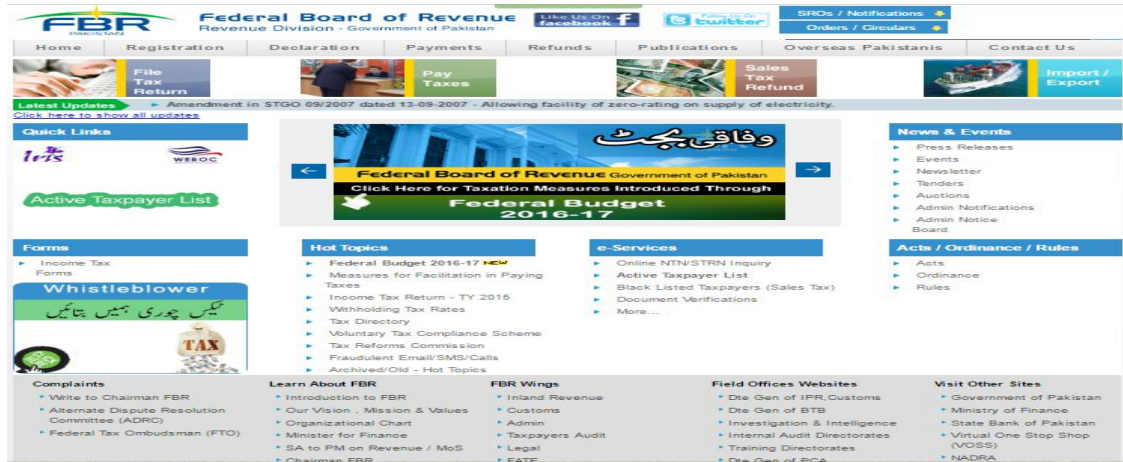 FBR
PAKISTAN
Federal Board of Revenue
Revenue Division - Government of Pakistan
Like Us On
facebook
Follow Us On
twitter
SROs / Notifications
Orders / Circulars
Home Registration Declaration Payments Refunds Publications Overseas Pakistanis Contact Us
File
Tax
Return
Pay
Taxes
Sales
Tax
Refund
Import /
Export
Latest Updates Amendment in STGO 09/2007 dated 13-09-2007 - Allowing facility of zero-rating on supply of electricity.
Click here to show all updates
Quick Links
Iris
WEBOC
Active Taxpayer List
وفاقی بجٹ
Federal Board of Revenue Government of Pakistan
Click Here for Taxation Measures Introduced Through
Federal Budget
2016-17
News & Events
Press Releases
Events
Newsletter
Tenders
Auctions
Admin Notifications
Admin Notice
Board
Forms
Income Tax
Forms
Whistleblower
ٹیکس چوری ہمیں بتائیں
TAX
CLICK
HERE
Hot Topics
Federal Budget 2016-17 NEW
Measures for Facilitation in Paying
Taxes
Income Tax Return - TY 2015
Withholding Tax Rates
Tax Directory
Voluntary Tax Compliance Scheme
Tax Reforms Commission
Fraudulent Email/SMS/Calls
Archived/Old - Hot Topics
e-Services
Online NTN/STRN Inquiry
Active Taxpayer List
Black Listed Taxpayers (Sales Tax)
Document Verifications
More...
Acts / Ordinance / Rules
Acts
Ordinance
Rules
Complaints
Write to Chairman FBR
Alternate Dispute Resolution
Committee (ADRC)
Federal Tax Ombudsman (FTO)
Learn About FBR
Introduction to FBR
Our Vision , Mission & Values
Organizational Chart
Minister for Finance
SA to PM on Revenue / MoS
Chairman FBR
FBR Wings
Inland Revenue
Customs
Admin
Taxpayers Audit
Legal
FATE
Field Offices Websites
Dte Gen of IPR,Customs
Dte Gen of BTB
Investigation & Intelligence
Internal Audit Directorates
Training Directorates
Dte Gen of PCA
Visit Other Sites
Government of Pakistan
Ministry of Finance
State Bank of Pakistan
Virtual One Stop Shop
(VOSS)
NADRA